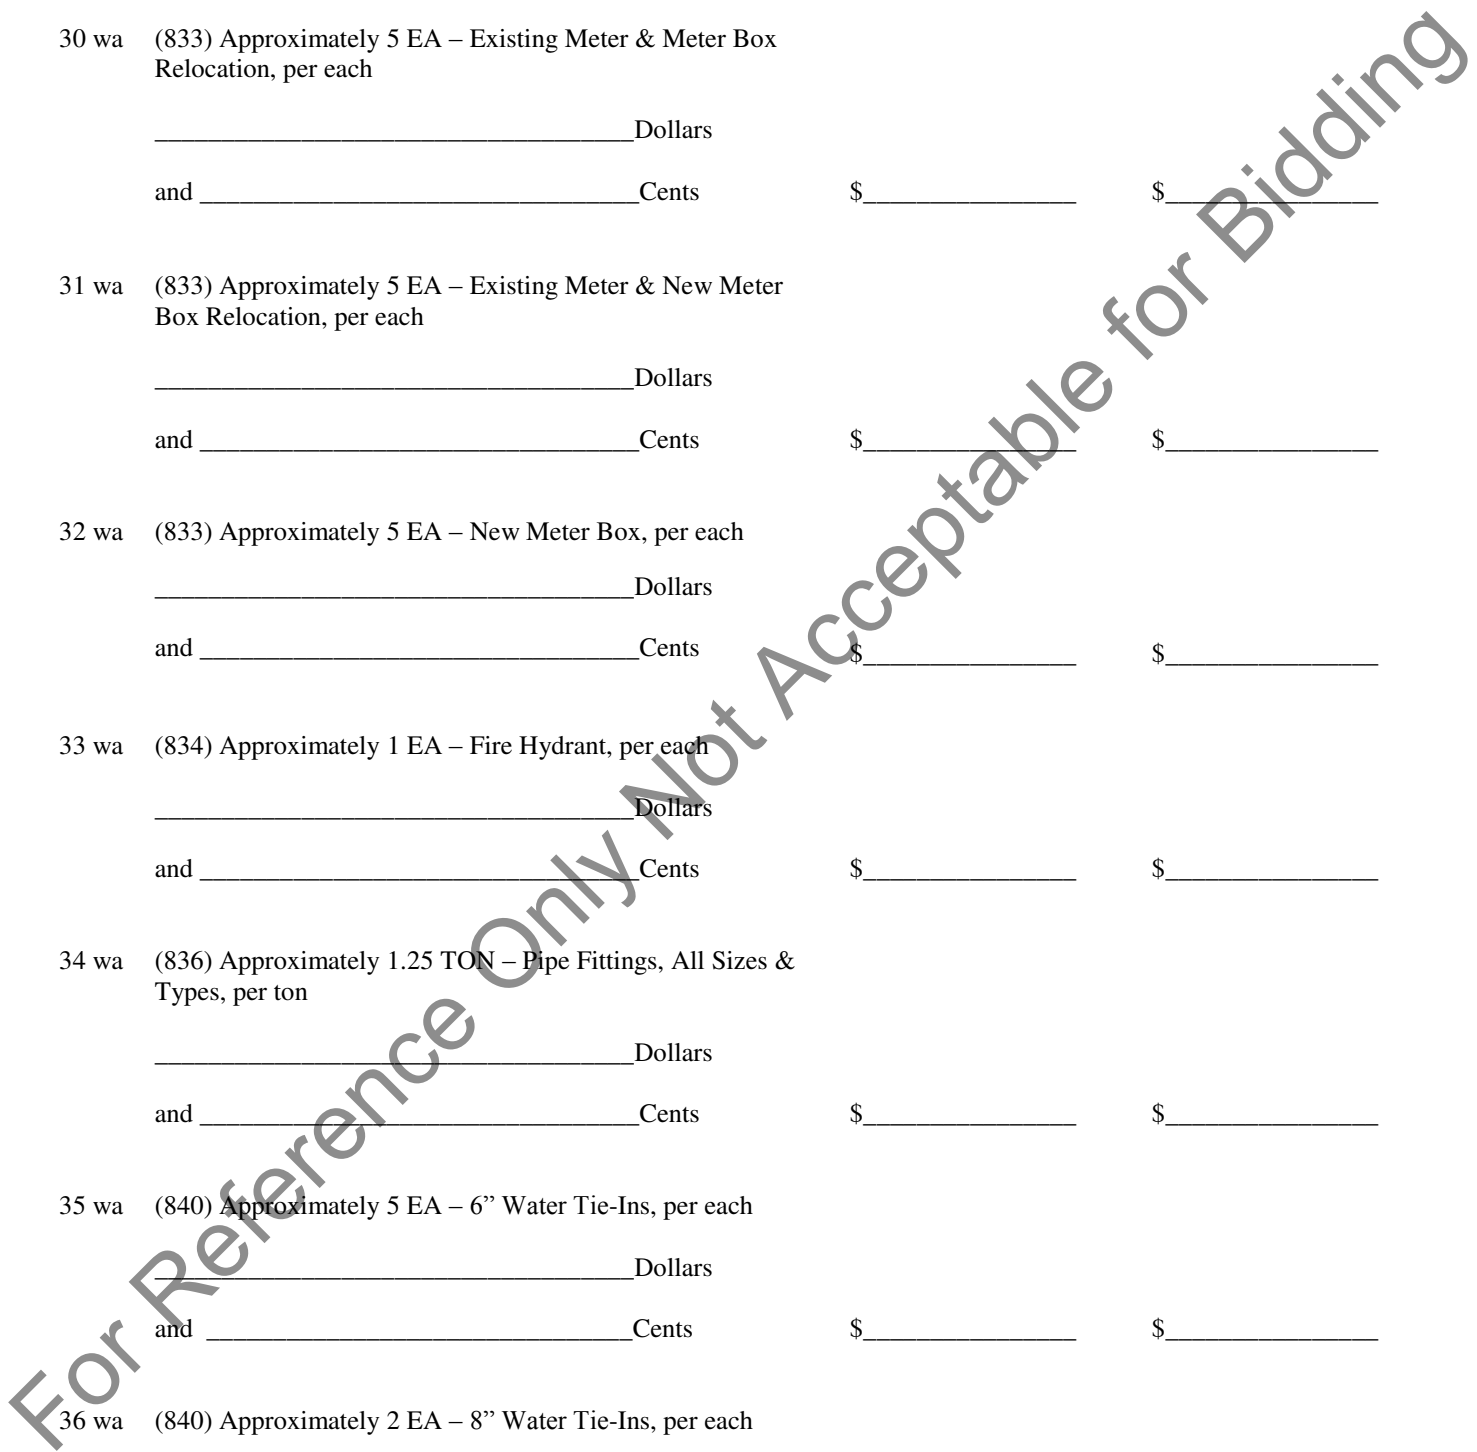 30 wa (833) Approximately 5 EA – Existing Meter & Meter Box
Relocation, per each
____________________________________Dollars
and _________________________________Cents $________________ $________________
31 wa (833) Approximately 5 EA – Existing Meter & New Meter
Box Relocation, per each
____________________________________Dollars
and _________________________________Cents $________________ $________________
32 wa (833) Approximately 5 EA – New Meter Box, per each
____________________________________Dollars
and _________________________________Cents $________________ $________________
33 wa (834) Approximately 1 EA – Fire Hydrant, per each
____________________________________Dollars
and _________________________________Cents $________________ $________________
34 wa (836) Approximately 1.25 TON – Pipe Fittings, All Sizes &
Types, per ton
____________________________________Dollars
and _________________________________Cents $________________ $________________
35 wa (840) Approximately 5 EA – 6” Water Tie-Ins, per each
____________________________________Dollars
and ________________________________Cents $________________ $________________
36 wa (840) Approximately 2 EA – 8” Water Tie-Ins, per each
For Reference Only Not Acceptable for Bidding